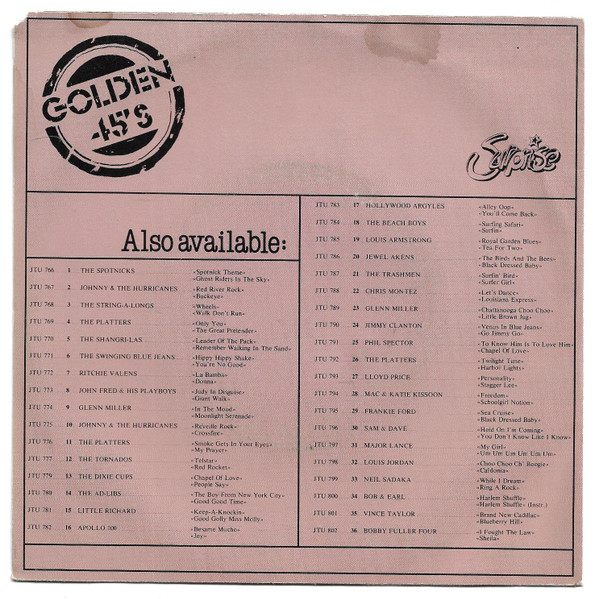 GOLDEN
45'S
Surprise
Also available:
JTU 766 1 THE SPOTNICKS «Spotnick Theme»
«Ghost Riders In The Sky»
JTU 767 2 JOHNNY & THE HURRICANES «Red River Rock»
«Buckeye»
JTU 768 3 THE STRING-A-LONGS «Wheels»
«Walk Don't Run»
JTU 769 4 THE PLATTERS «Only You»
«The Great Pretender»
JTU 770 5 THE SHANGRI-LAS «Leader Of The Pack»
«Remember Walking In The Sand»
JTU 771 6 THE SWINGING BLUE JEANS «Hippy Hippy Shake»
«You're No Good»
JTU 772 7 RITCHIE VALENS «La Bamba»
«Donna»
JTU 773 8 JOHN FRED & HIS PLAYBOYS «Judy In Disguise»
«Giant Walk»
JTU 774 9 GLENN MILLER «In The Mood»
«Moonlight Serenade»
JTU 775 10 JOHNNY & THE HURRICANES «Reveille Rock»
«Crossfire»
JTU 776 11 THE PLATTERS «Smoke Gets In Your Eyes»
«My Prayer»
JTU 777 12 THE TORNADOS «Telstar»
«Red Rocket»
JTU 779 13 THE DIXIE CUPS «Chapel Of Love»
«People Say»
JTU 780 14 THE AD-LIBS «The Boy From New York City»
«Good Good Time»
JTU 781 15 LITTLE RICHARD «Keep-A-Knockin»
«Good Golly Miss Molly»
JTU 782 16 APOLLO 100 «Besame Mucho»
«Joy»
JTU 783 17 HOLLYWOOD ARGYLES «Alley Oop»
«You'll Come Back»
JTU 784 18 THE BEACH BOYS «Surfing Safari»
«Surfin»
JTU 785 19 LOUIS ARMSTRONG «Royal Garden Blues»
«Tea For Two»
JTU 786 20 JEWEL AKENS «The Birds And The Bees»
«Black Dressed Baby»
JTU 787 21 THE TRASHMEN «Surfin' Bird»
«Surfer Girl»
JTU 788 22 CHRIS MONTEZ «Let's Dance»
«Louisiana Express»
JTU 789 23 GLENN MILLER «Chattanooga Choo Choo»
«Little Brown Jug»
JTU 790 24 JIMMY CLANTON «Venus In Blue Jeans»
«Go Jimmy Go»
JTU 791 25 PHIL SPECTOR «To Know Him Is To Love Him»
«Chapel Of Love»
JTU 792 26 THE PLATTERS «Twilight Time»
«Harbor Lights»
JTU 793 27 LLOYD PRICE «Personality»
«Stagger Lee»
JTU 794 28 MAC & KATIE KISSOON «Freedom»
«Schoolgirl Notion»
JTU 795 29 FRANKIE FORD «Sea Cruise»
«Black Dressed Baby»
JTU 796 30 SAM & DAVE «Hold On I'm Coming»
«You Don't Know Like I Know»
JTU 797 31 MAJOR LANCE «My Girl»
«Um Um Um Um Um Um»
JTU 798 32 LOUIS JORDAN «Choo Choo Ch' Boogie»
«Caldonia»
JTU 799 33 NEIL SADAKA «While I Dream»
«Ring A Rock»
JTU 800 34 BOB & EARL «Harlem Shuffle»
«Harlem Shuffle» (Instr.)
JTU 801 35 VINCE TAYLOR «Brand New Cadilac»
«Blueberry Hill»
JTU 802 36 BOBBY FULLER FOUR «I Fought The Law»
«Sheila»